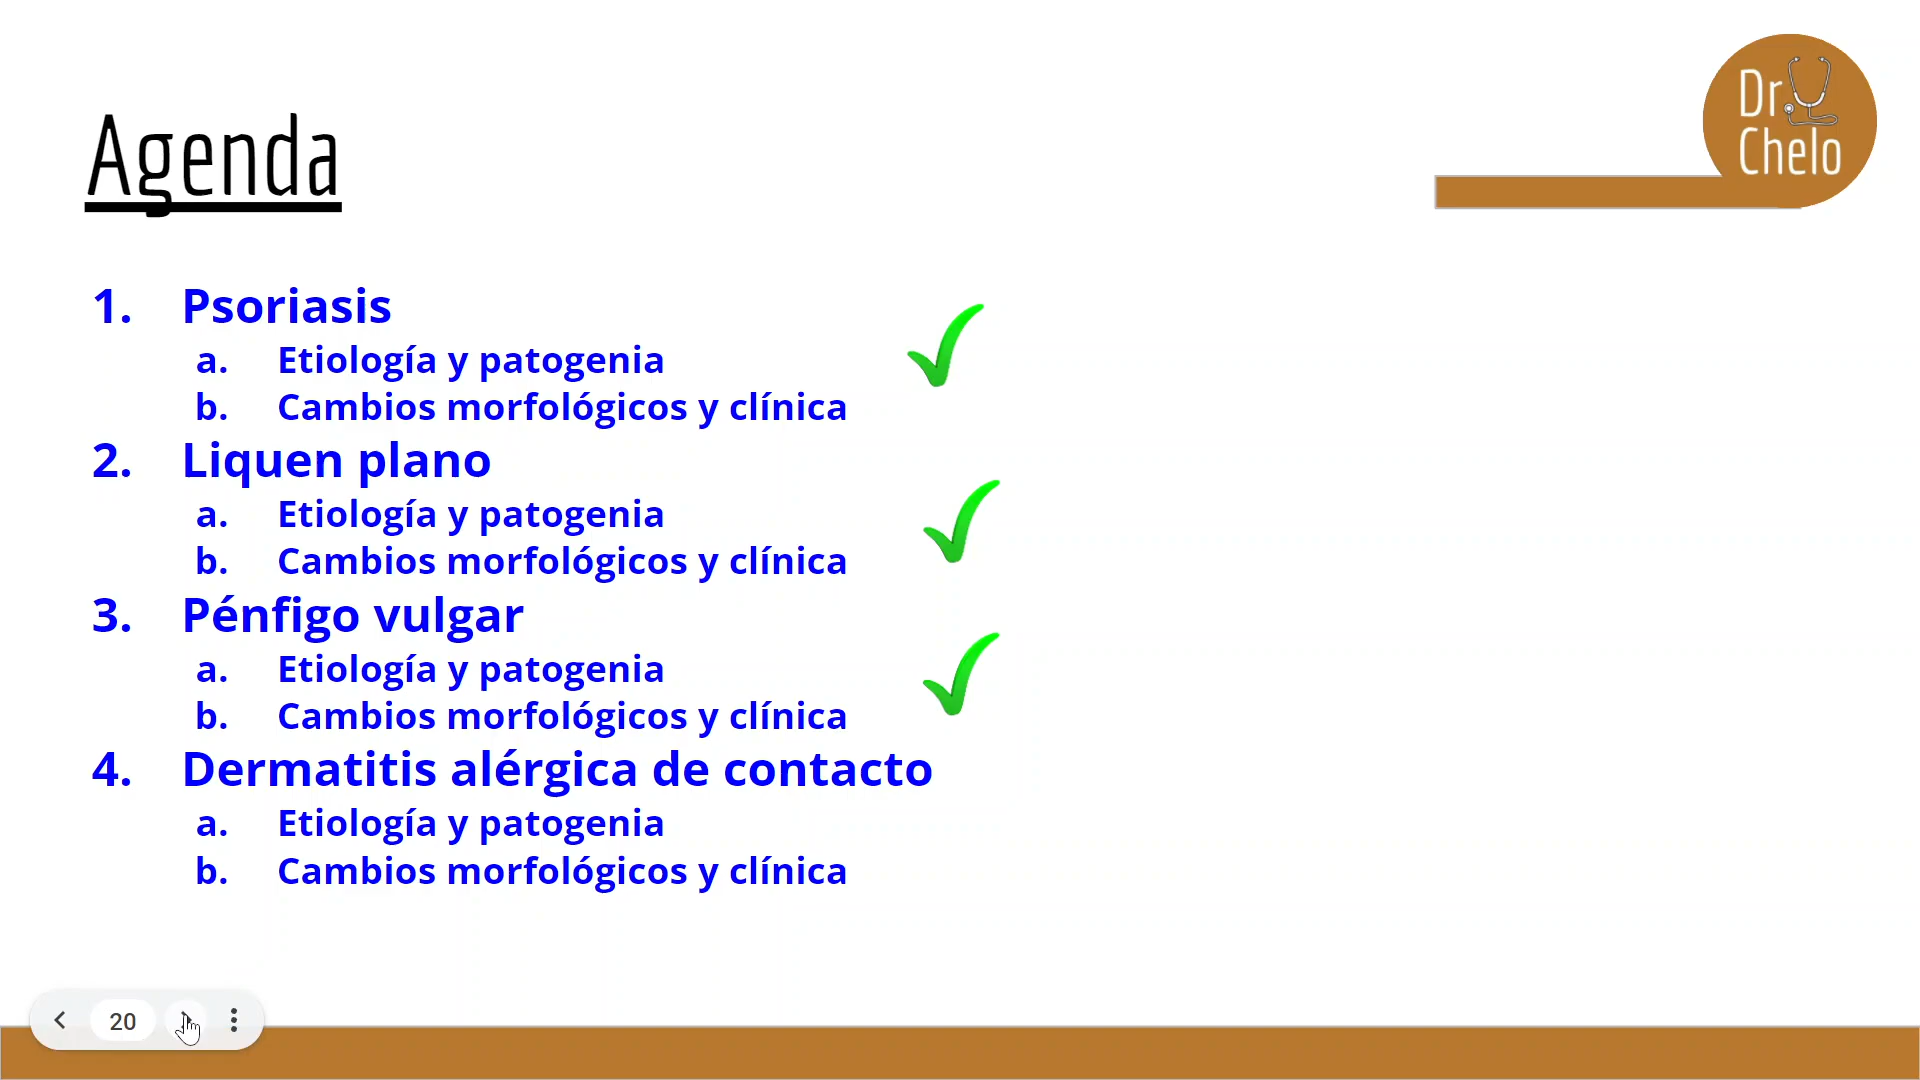 Agenda
Dr
Chelo
1. Psoriasis
a. Etiología y patogenia
b. Cambios morfológicos y clínica
2. Liquen plano
a. Etiología y patogenia
b. Cambios morfológicos y clínica
3. Pénfigo vulgar
a. Etiología y patogenia
b. Cambios morfológicos y clínica
4. Dermatitis alérgica de contacto
a. Etiología y patogenia
b. Cambios morfológicos y clínica
20